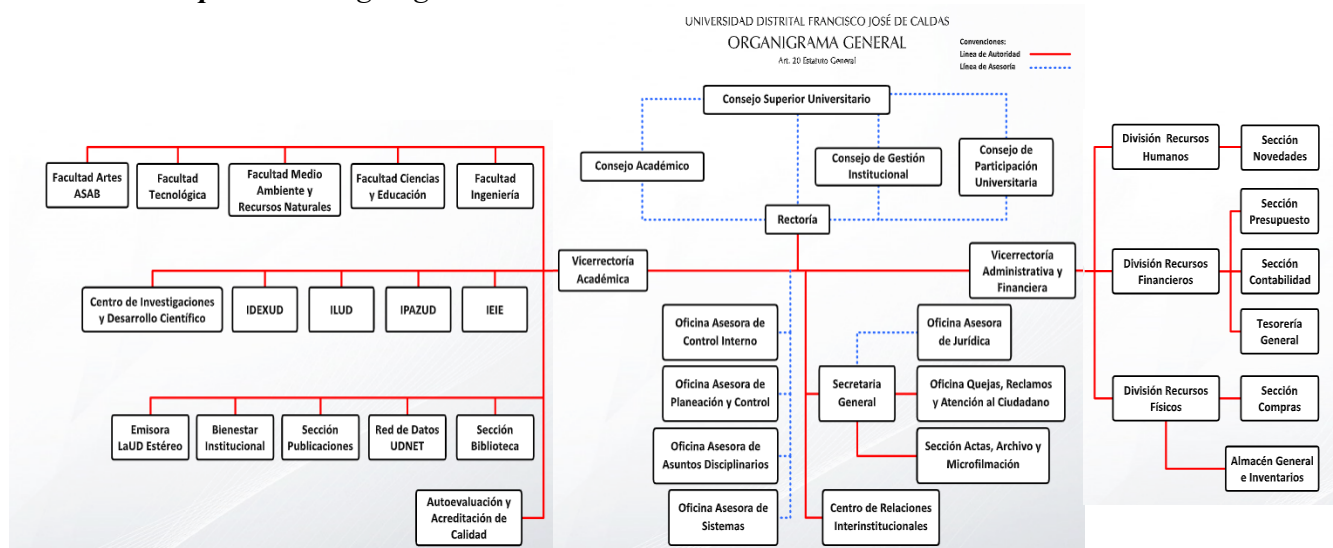 UNIVERSIDAD DISTRITAL FRANCISCO JOSÉ DE CALDAS
ORGANIGRAMA GENERAL
Art. 20 Estatuto General
Convenciones:
Línea de Autoridad
Línea de Asesoría
Consejo Superior Universitario
Consejo Académico
Consejo de Gestión
Institucional
Consejo de
Participación
Universitaria
Rectoría
Facultad Artes
ASAB
Facultad
Tecnológica
Facultad Medio
Ambiente y
Recursos Naturales
Facultad Ciencias
y Educación
Facultad
Ingeniería
Vicerrectoría
Académica
Centro de Investigaciones
y Desarrollo Científico
IDEXUD
ILUD
IPAZUD
IEIE
Emisora
LaUD Estéreo
Bienestar
Institucional
Sección
Publicaciones
Red de Datos
UDNET
Sección
Biblioteca
Autoevaluación y
Acreditación de
Calidad
Oficina Asesora de
Control Interno
Oficina Asesora de
Planeación y Control
Oficina Asesora de
Asuntos Disciplinarios
Oficina Asesora de
Sistemas
Oficina Asesora
de Jurídica
Secretaria
General
Oficina Quejas, Reclamos
y Atención al Ciudadano
Sección Actas, Archivo y
Microfilmación
Centro de Relaciones
Interinstitucionales
Vicerrectoría
Administrativa y
Financiera
División Recursos
Humanos
Sección
Novedades
División Recursos
Financieros
Sección
Presupuesto
Sección
Contabilidad
Tesorería
General
División Recursos
Físicos
Sección
Compras
Almacén General
e Inventarios